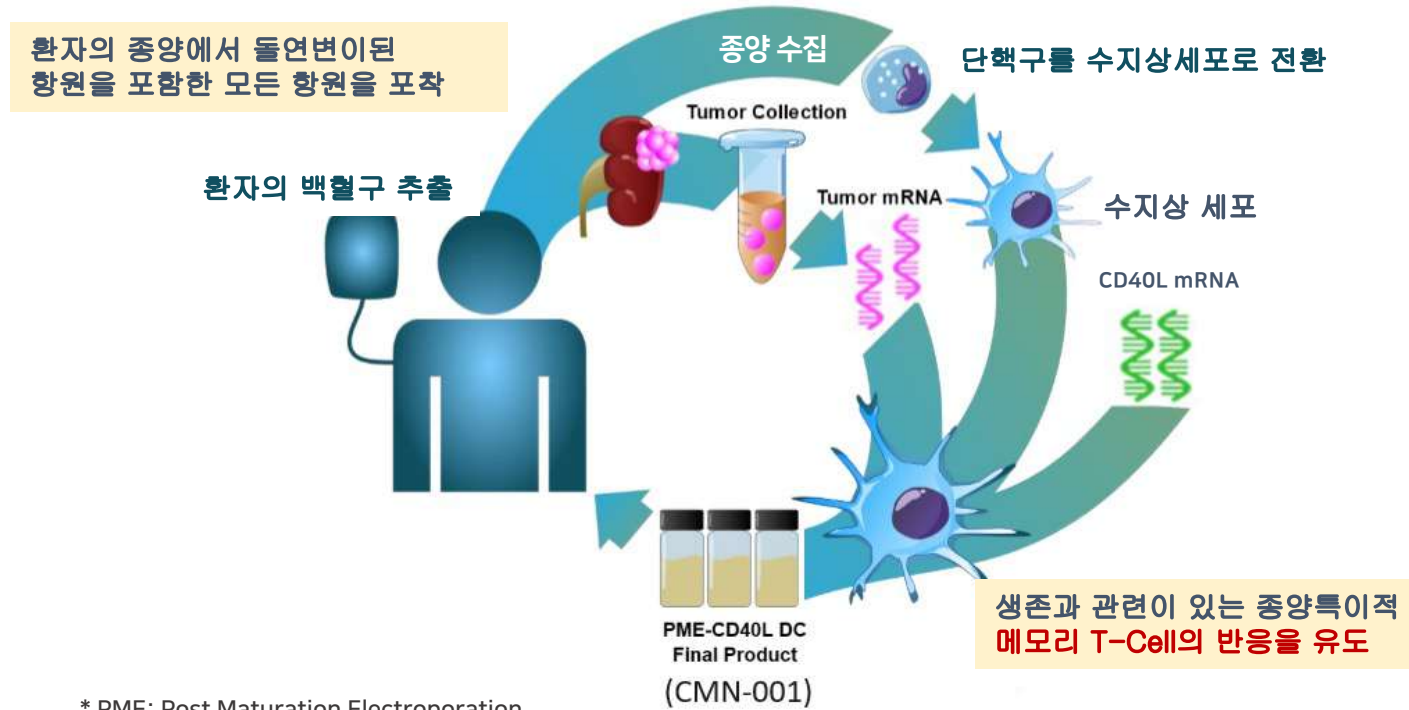 환자의 종양에서 돌연변이된
항원을 포함한 모든 항원을 포착
종양 수집
단핵구를 수지상세포로 전환
Tumor Collection
환자의 백혈구 추출
Tumor mRNA
수지상 세포
CD40L mRNA
생존과 관련이 있는 종양특이적
메모리 T-Cell의 반응을 유도
PME-CD40L DC
Final Product
(CMN-001)
* PME: Post Maturation Electroporation